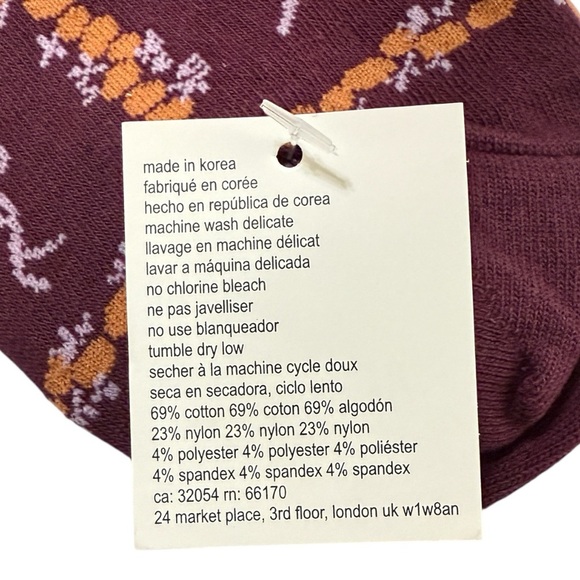 made in korea
fabriqué en corée
hecho en república de corea
machine wash delicate
llavage en machine délicat
lavar a máquina delicada
no chlorine bleach
ne pas javelliser
no use blanqueador
tumble dry low
secher à la machine cycle doux
seca en secadora, ciclo lento
69% cotton 69% coton 69% algodón
23% nylon 23% nylon 23% nylon
4% polyester 4% polyester 4% poliéster
4% spandex 4% spandex 4% spandex
ca: 32054 rn: 66170
24 market place, 3rd floor, london uk w1w8an